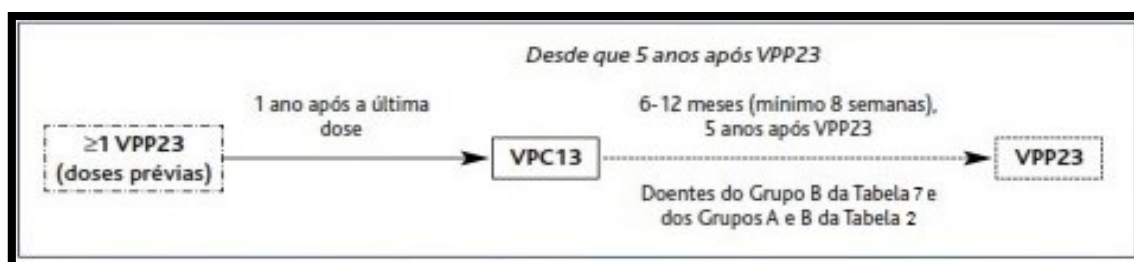 Desde que 5 anos após VPP23
1 ano após a última
dose
6-12 meses (mínimo 8 semanas),
5 anos após VPP23
≥1 VPP23
(doses prévias)
VPC13
VPP23
Doentes do Grupo B da Tabela 7 e
dos Grupos A e B da Tabela 2